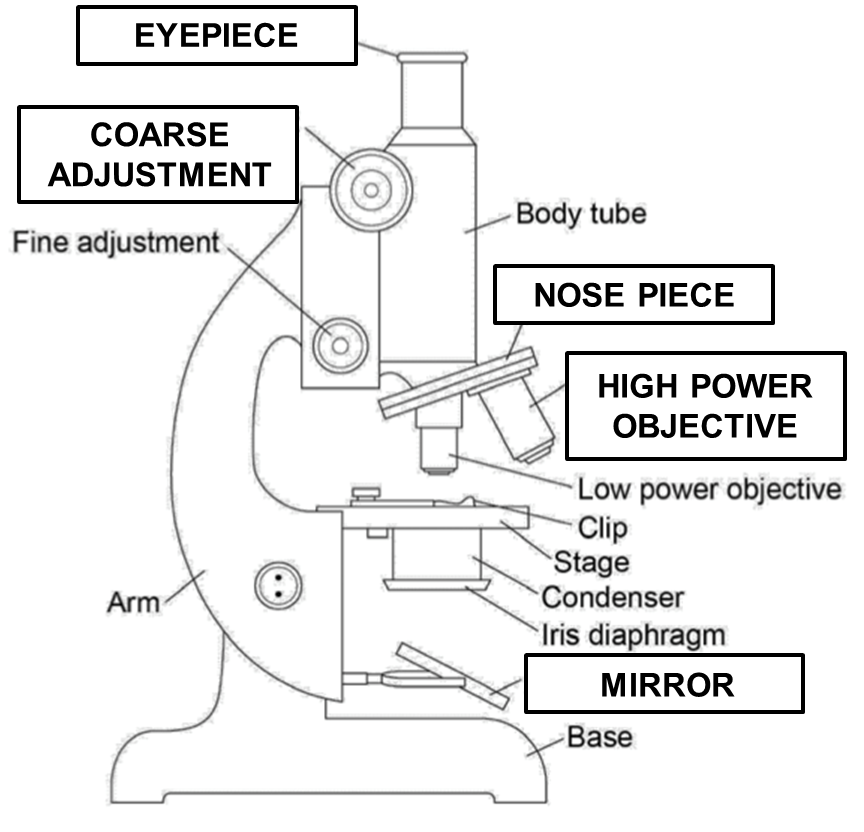 EYEPIECE
COARSE
ADJUSTMENT
Body tube
Fine adjustment
NOSE PIECE
HIGH POWER
OBJECTIVE
Low power objective
Clip
Stage
Condenser
Arm
Iris diaphragm
MIRROR
Base